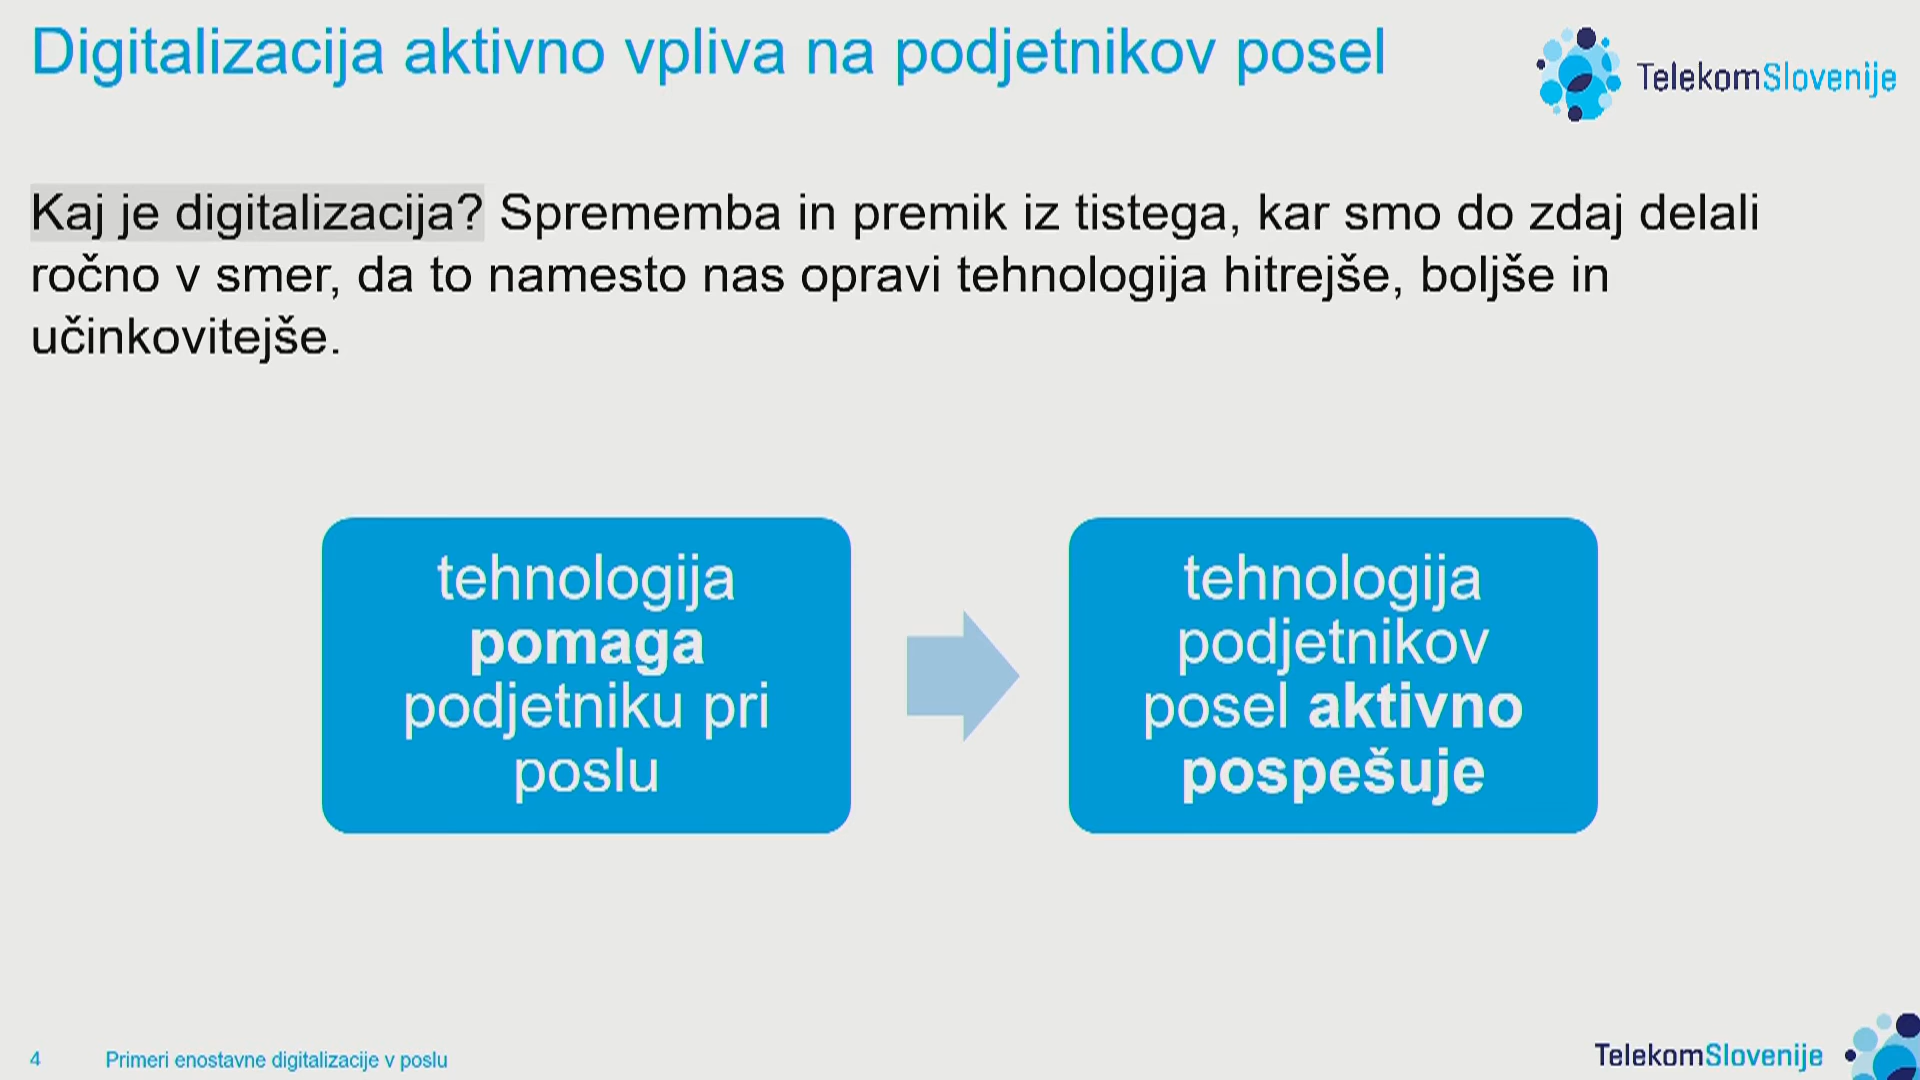 Digitalizacija aktivno vpliva na podjetnikov posel
TelekomSlovenije
Kaj je digitalizacija? Sprememba in premik iz tistega, kar smo do zdaj delali
ročno v smer, da to namesto nas opravi tehnologija hitrejše, boljše in
učinkovitejše.
tehnologija
pomaga
podjetniku pri
poslu
tehnologija
podjetnikov
posel aktivno
pospešuje
4
Primeri enostavne digitalizacije v poslu
TelekomSlovenije